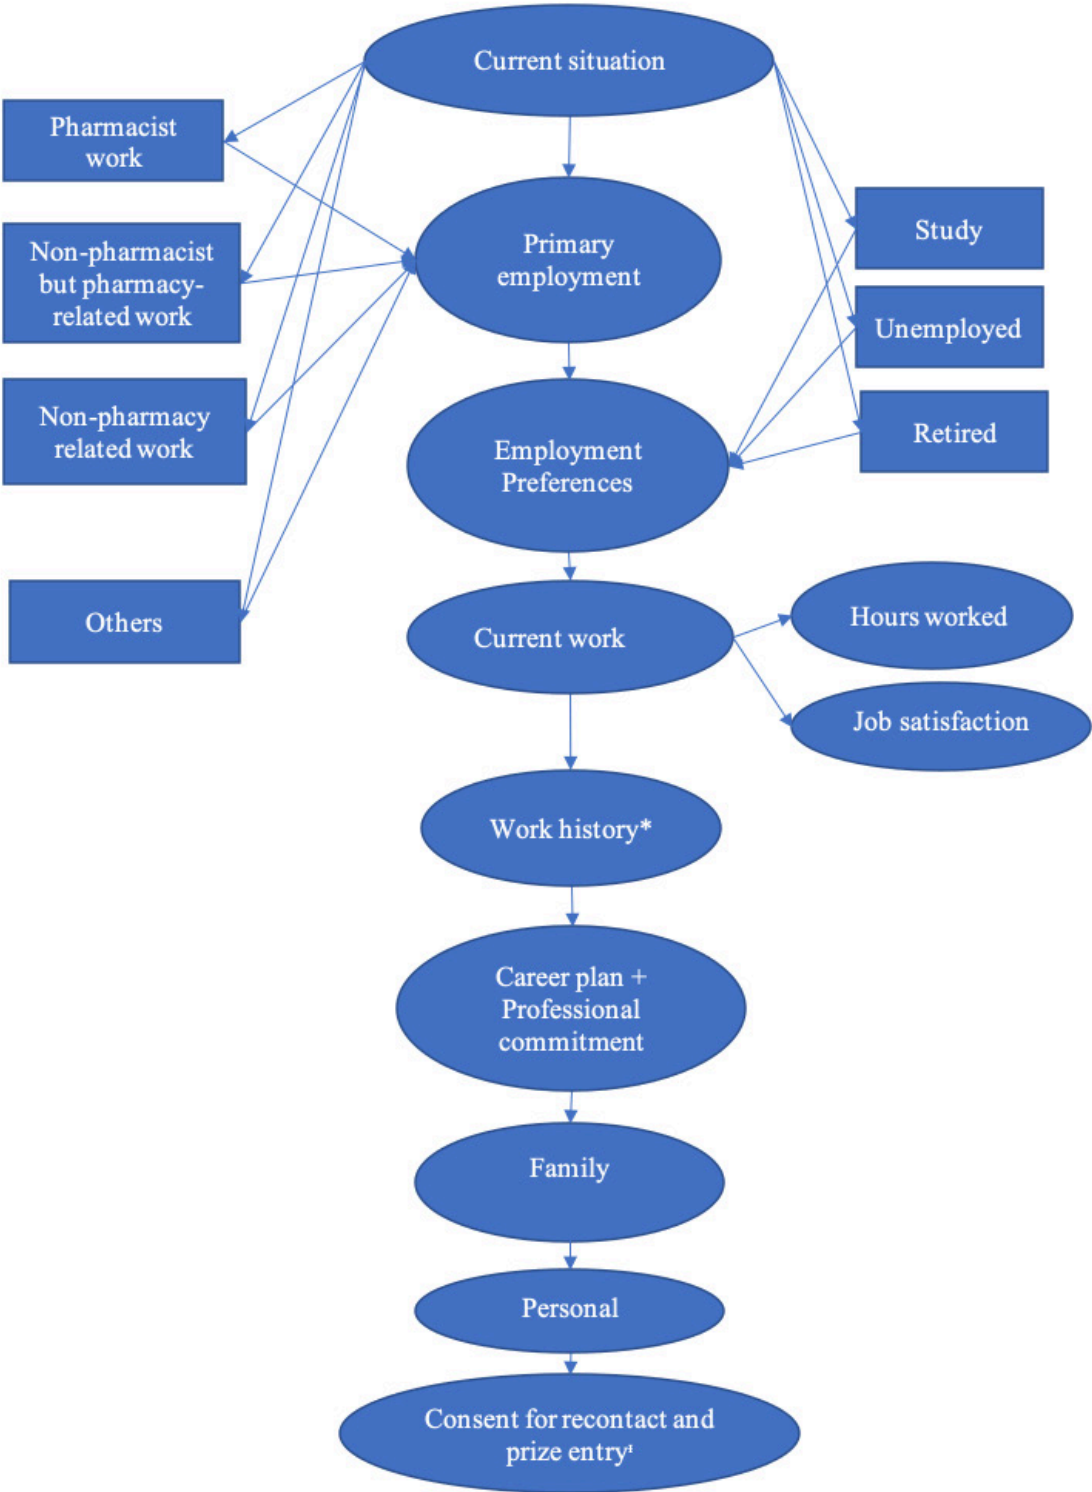 Current situation
Pharmacist
work
Non-pharmacist
but pharmacy-
related work
Non-pharmacy
related work
Others
Primary
employment
Employment
Preferences
Study
Unemployed
Retired
Current work
Hours worked
Job satisfaction
Work history*
Career plan +
Professional
commitment
Family
Personal
Consent for recontact and
prize entry